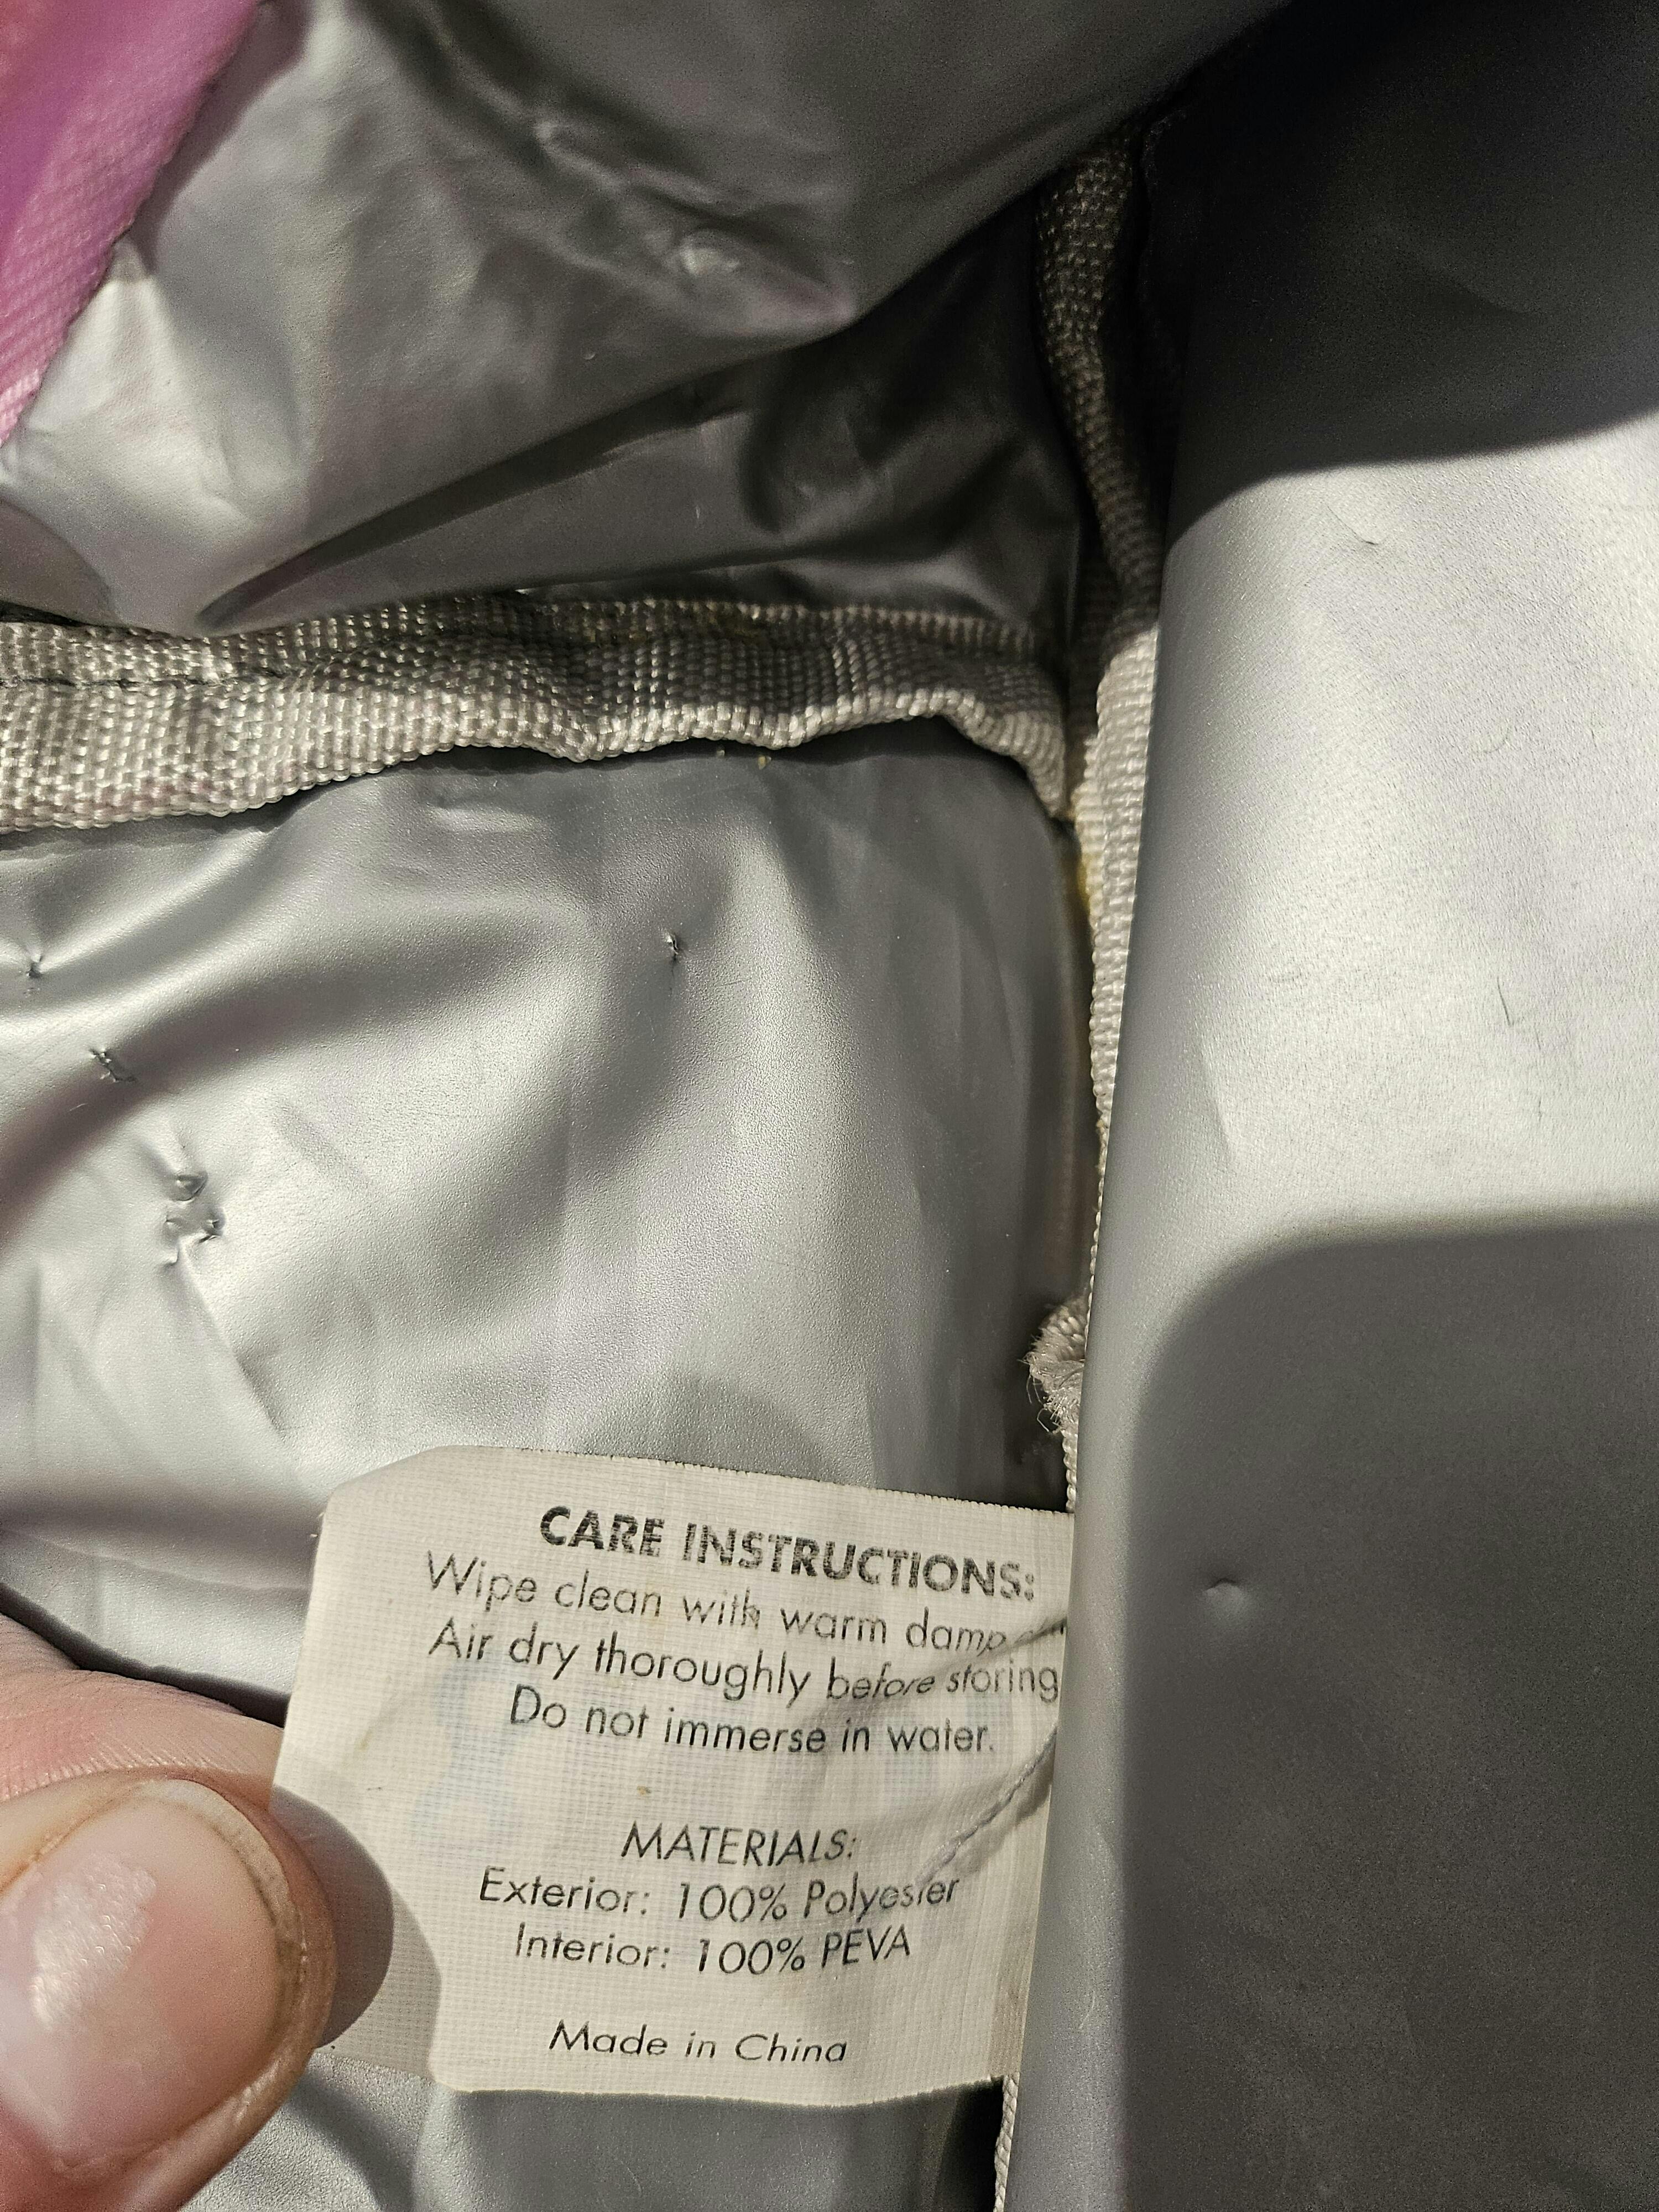 CARE INSTRUCTIONS:
Wipe clean with warm damp
Air dry thoroughly before storing
Do not immerse in water.
MATERIALS:
Exterior: 100% Polyester
Interior: 100% PEVA
Made in China